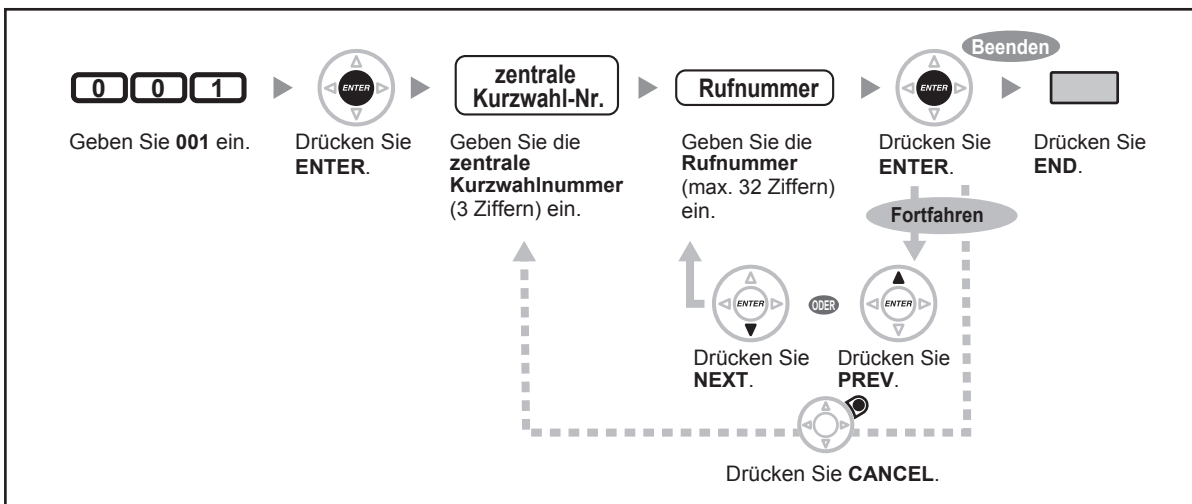 Beenden
0 0 1
ENTER
zentrale
Kurzwahl-Nr.
Rufnummer
ENTER
Geben Sie 001 ein.
Drücken Sie
ENTER.
Geben Sie die
zentrale
Kurzwahlnummer
(3 Ziffern) ein.
Geben Sie die
Rufnummer
(max. 32 Ziffern)
ein.
Drücken Sie
ENTER.
Drücken Sie
END.
Fortfahren
ENTER
ODER
ENTER
Drücken Sie
NEXT.
Drücken Sie
PREV.
Drücken Sie CANCEL.